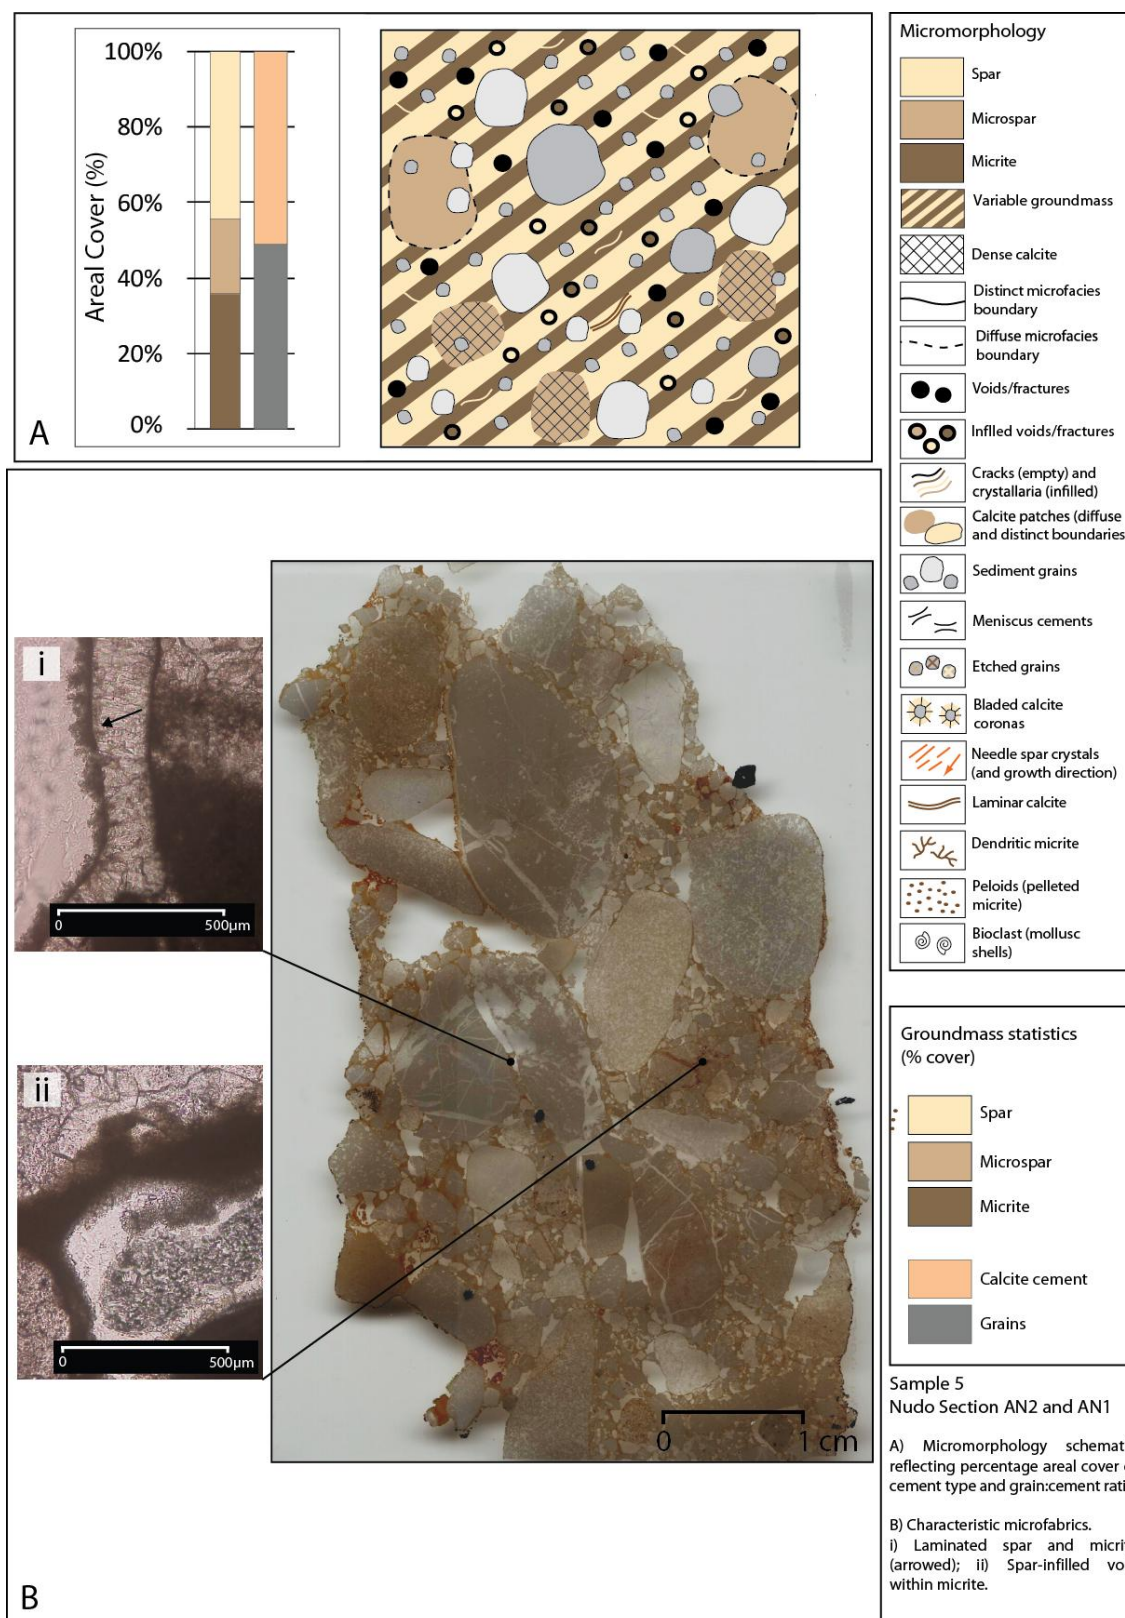 100%
80%
60%
40%
20%
0%
Areal Cover (%)
A
Micromorphology
Spar
Microspar
Micrite
Variable groundmass
Dense calcite
Distinct microfacies
boundary
Diffuse microfacies
boundary
Voids/fractures
Inflled voids/fractures
Cracks (empty) and
crystallaria (infilled)
Calcite patches (diffuse
and distinct boundaries
Sediment grains
Meniscus cements
Etched grains
Bladed calcite
coronas
Needle spar crystals
(and growth direction)
Laminar calcite
Dendritic micrite
Peloids (pelleted
micrite)
Bioclast (mollusc
shells)
i
0 500µm
ii
0 500µm
0 1 cm
B
Groundmass statistics
(% cover)
Spar
Microspar
Micrite
Calcite cement
Grains
Sample 5
Nudo Section AN2 and AN1
A) Micromorphology schemat
reflecting percentage areal cover
cement type and grain:cement rati
B) Characteristic microfabrics.
i) Laminated spar and micri
(arrowed); ii) Spar-infilled vo
within micrite.